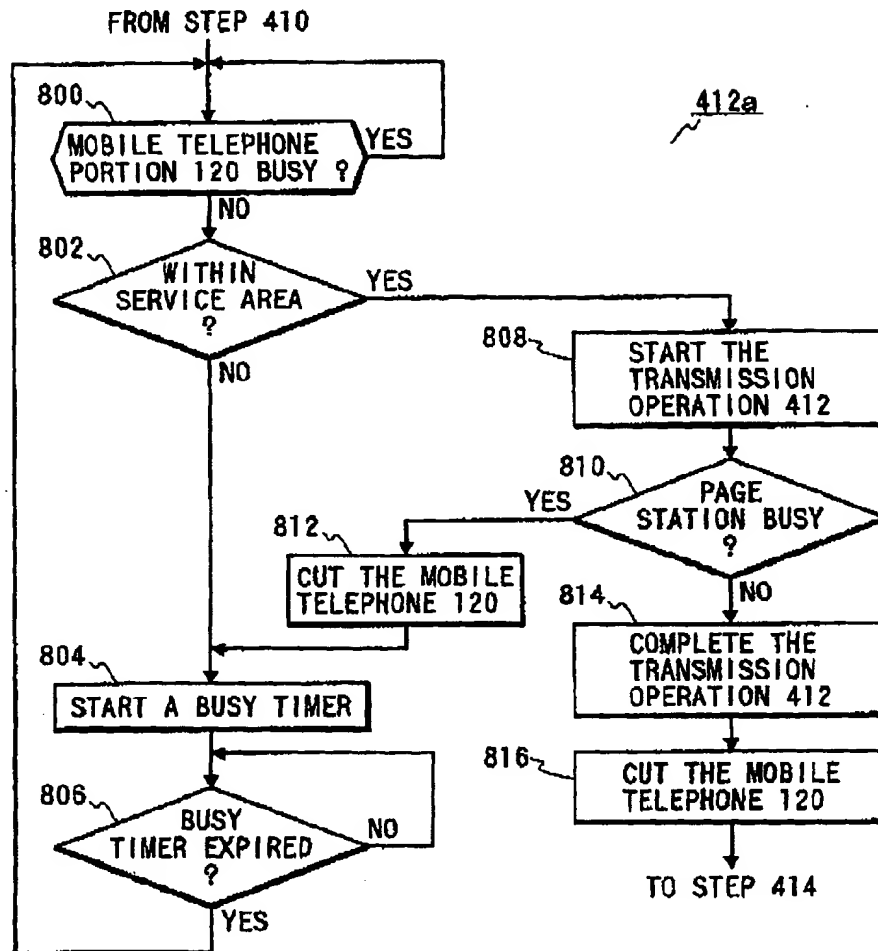 FROM STEP 410
412a
800
MOBILE TELEPHONE
PORTION 120 BUSY ?
YES
NO
802
WITHIN
SERVICE AREA
?
YES
NO
808
START THE
TRANSMISSION
OPERATION 412
810
PAGE
STATION BUSY
?
YES
NO
812
CUT THE MOBILE
TELEPHONE 120
814
COMPLETE THE
TRANSMISSION
OPERATION 412
804
START A BUSY TIMER
816
CUT THE MOBILE
TELEPHONE 120
806
BUSY
TIMER EXPIRED
?
NO
YES
TO STEP 414